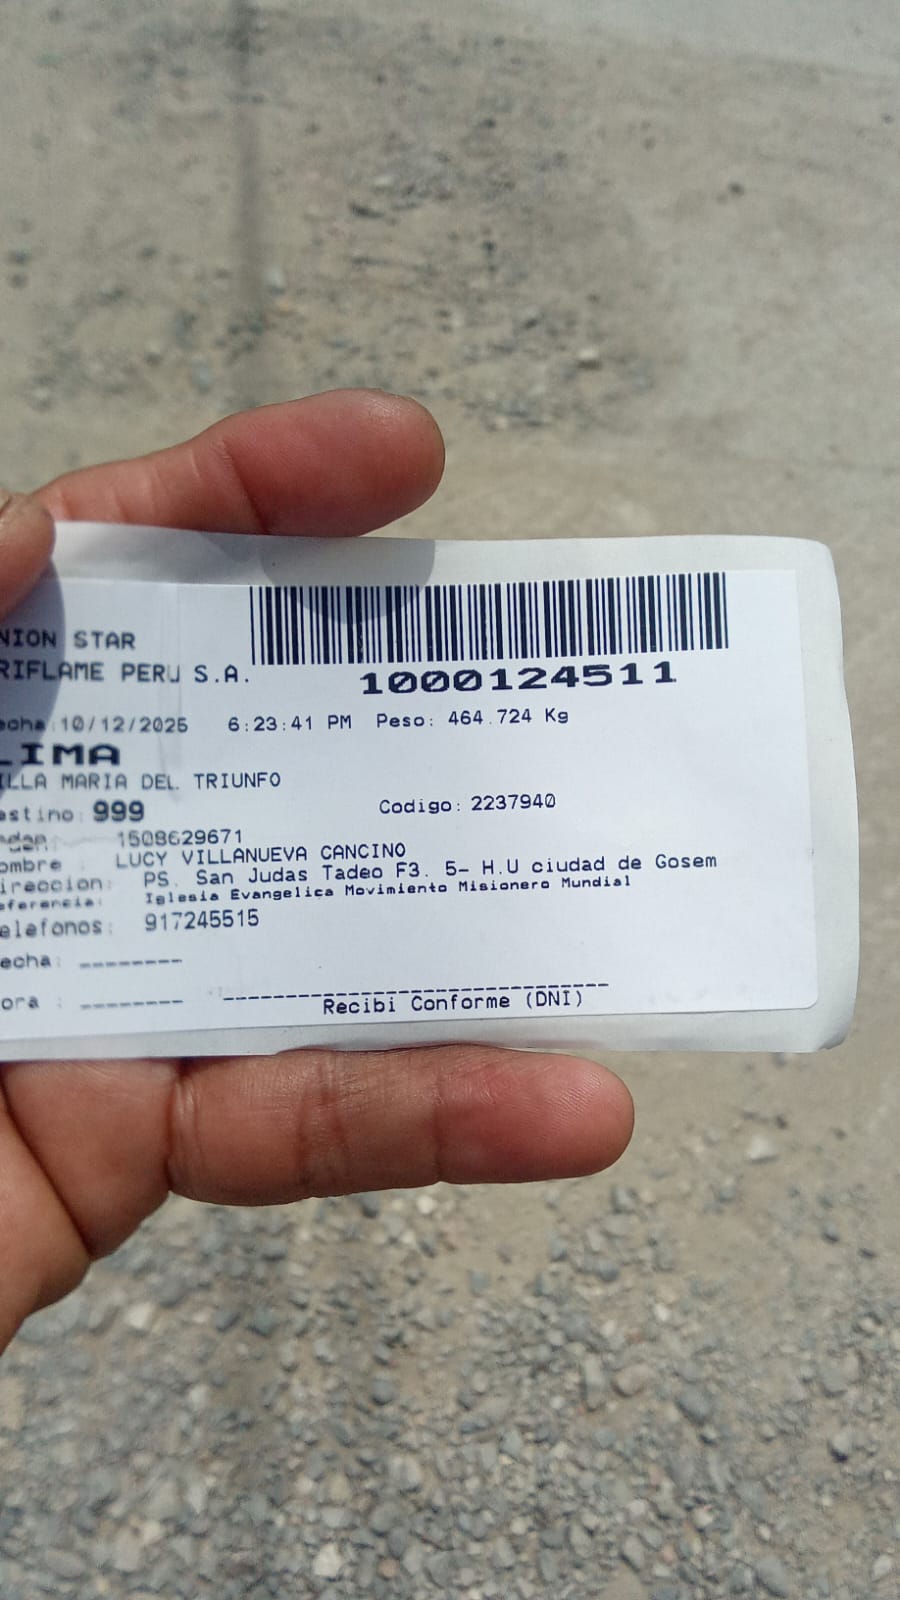 NION STAR
RIFLAME PERU S.A.
1000124511
echa:10/12/2025 6:23:41 PM Peso: 464.724 Kg
LIMA
ILLA MARIA DEL TRIUNFO
estino: 999 Codigo: 2237940
1508629671
ombre : LUCY VILLANUEVA CANCINO
ireccion: PS. San Judas Tadeo F3. 5- H.U ciudad de Gosem
eferencia: Iglesia Evangelica Movimiento Misionero Mundial
elefonos: 917245515
echa: --------
ora : --------
Recibi Conforme (DNI)